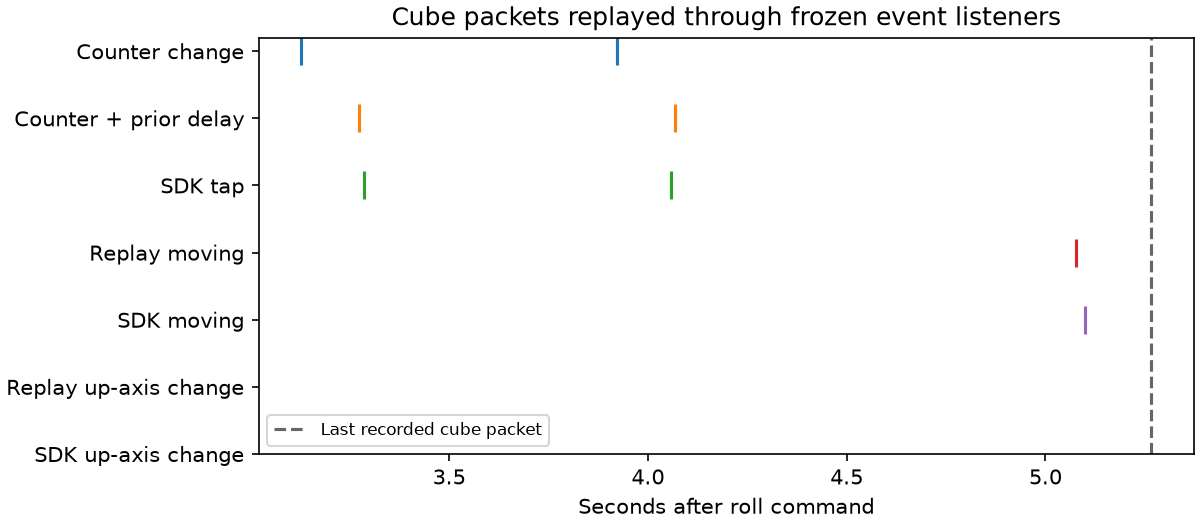 Cube packets replayed through frozen event listeners
Counter change
Counter + prior delay
SDK tap
Replay moving
SDK moving
Replay up-axis change
SDK up-axis change
Last recorded cube packet
3.5 4.0 4.5 5.0
Seconds after roll command